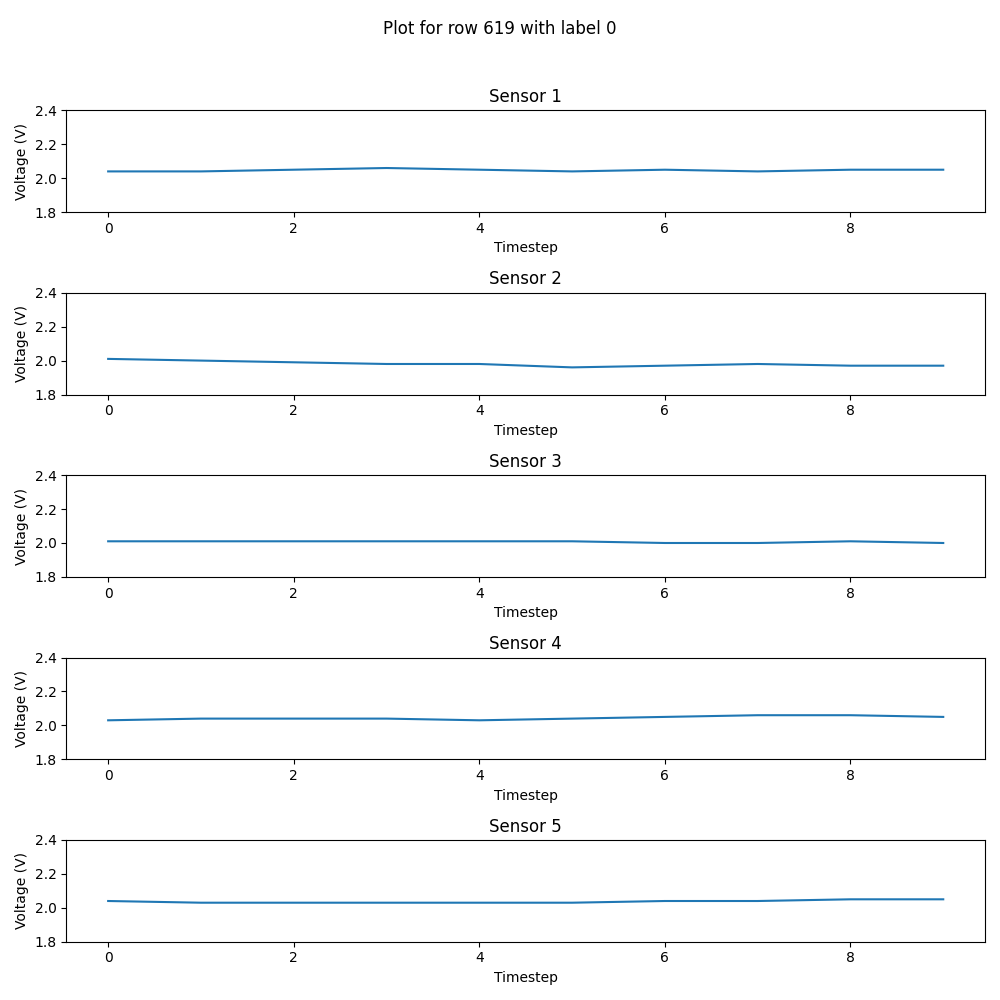 Plot for row 619 with label 0
Sensor 1
2.4
2.2
2.0
1.8
Voltage (V)
0 2 4 6 8
Timestep
Sensor 2
2.4
2.2
2.0
1.8
Voltage (V)
0 2 4 6 8
Timestep
Sensor 3
2.4
2.2
2.0
1.8
Voltage (V)
0 2 4 6 8
Timestep
Sensor 4
2.4
2.2
2.0
1.8
Voltage (V)
0 2 4 6 8
Timestep
Sensor 5
2.4
2.2
2.0
1.8
Voltage (V)
0 2 4 6 8
Timestep